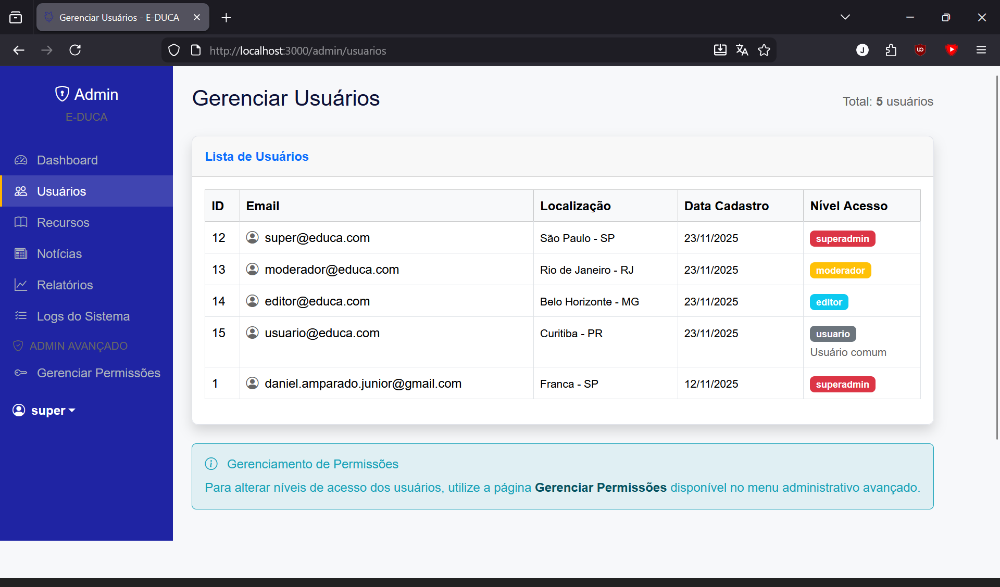 Gerenciar Usuários - E-DUCA
http://localhost:3000/admin/usuarios
J
Admin
E-DUCA
Dashboard
Usuários
Recursos
Notícias
Relatórios
Logs do Sistema
ADMIN AVANÇADO
Gerenciar Permissões
super
Gerenciar Usuários
Total: 5 usuários
Lista de Usuários
ID Email Localização Data Cadastro Nível Acesso
12 super@educa.com São Paulo - SP 23/11/2025 superadmin
13 moderador@educa.com Rio de Janeiro - RJ 23/11/2025 moderador
14 editor@educa.com Belo Horizonte - MG 23/11/2025 editor
15 usuario@educa.com Curitiba - PR 23/11/2025 usuario
Usuário comum
1 daniel.amparado.junior@gmail.com Franca - SP 12/11/2025 superadmin
Gerenciamento de Permissões
Para alterar níveis de acesso dos usuários, utilize a página Gerenciar Permissões disponível no menu administrativo avançado.